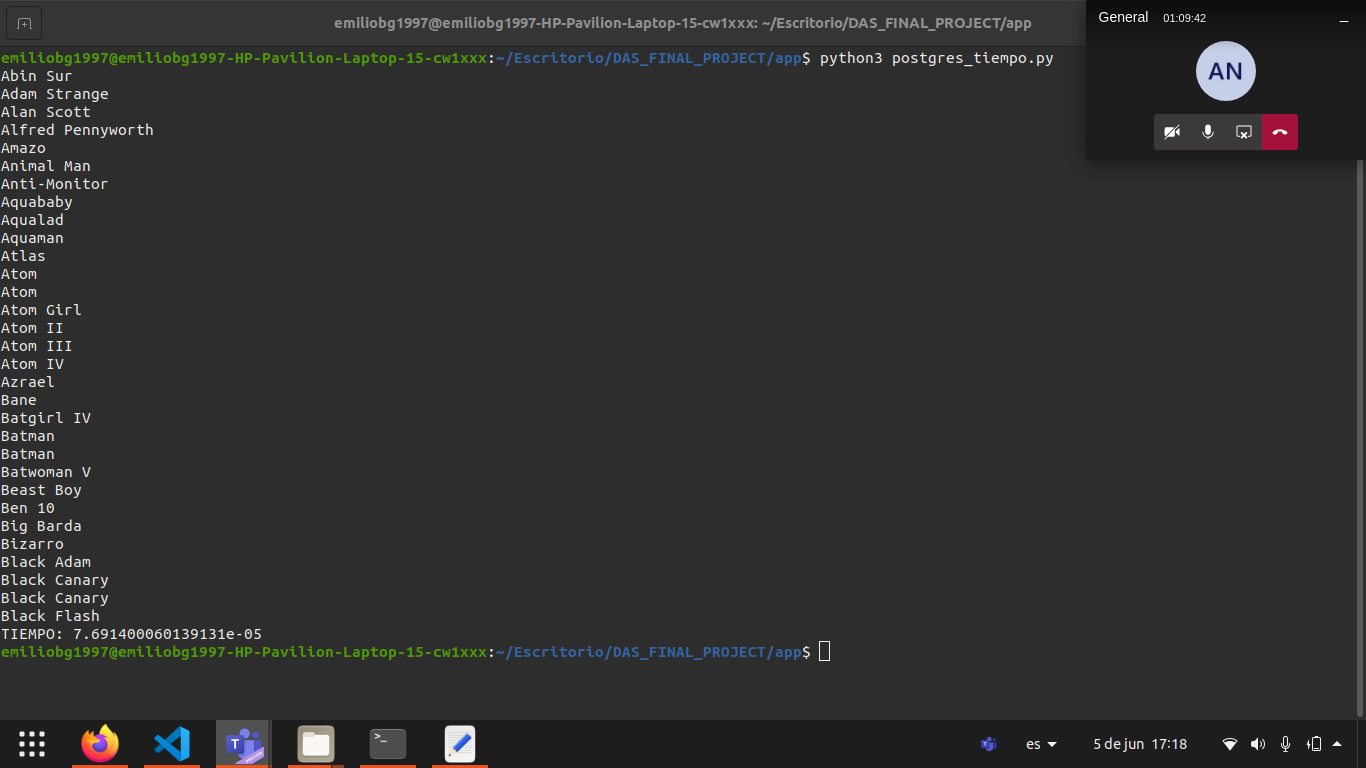 emiliobg1997@emiliobg1997-HP-Pavilion-Laptop-15-cw1xxx: ~/Escritorio/DAS_FINAL_PROJECT/app
General 01:09:42
AN
emiliobg1997@emiliobg1997-HP-Pavilion-Laptop-15-cw1xxx:~/Escritorio/DAS_FINAL_PROJECT/app$ python3 postgres_tiempo.py
Abin Sur
Adam Strange
Alan Scott
Alfred Pennyworth
Amazo
Animal Man
Anti-Monitor
Aquababy
Aqualad
Aquaman
Atlas
Atom
Atom
Atom Girl
Atom II
Atom III
Atom IV
Azrael
Bane
Batgirl IV
Batman
Batman
Batwoman V
Beast Boy
Ben 10
Big Barda
Bizarro
Black Adam
Black Canary
Black Canary
Black Flash
TIEMPO: 7.691400060139131e-05
emiliobg1997@emiliobg1997-HP-Pavilion-Laptop-15-cw1xxx:~/Escritorio/DAS_FINAL_PROJECT/app$
es 5 de jun 17:18